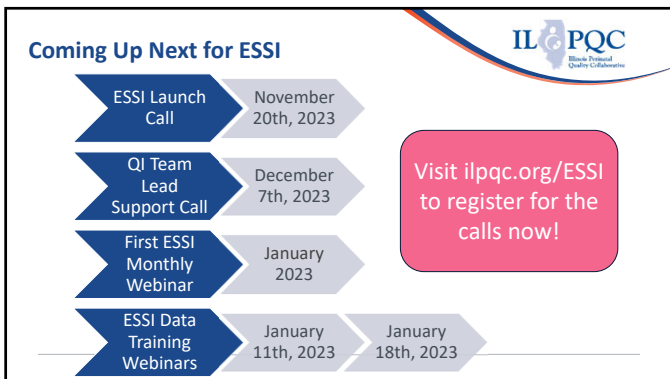 Coming Up Next for ESSI
IL PQC
Illinois Perinatal
Quality Collaborative
ESSI Launch
Call
November
20th, 2023
QI Team
Lead
Support Call
December
7th, 2023
First ESSI
Monthly
Webinar
January
2023
ESSI Data
Training
Webinars
January
11th, 2023
January
18th, 2023
Visit ilpqc.org/ESSI
to register for the
calls now!